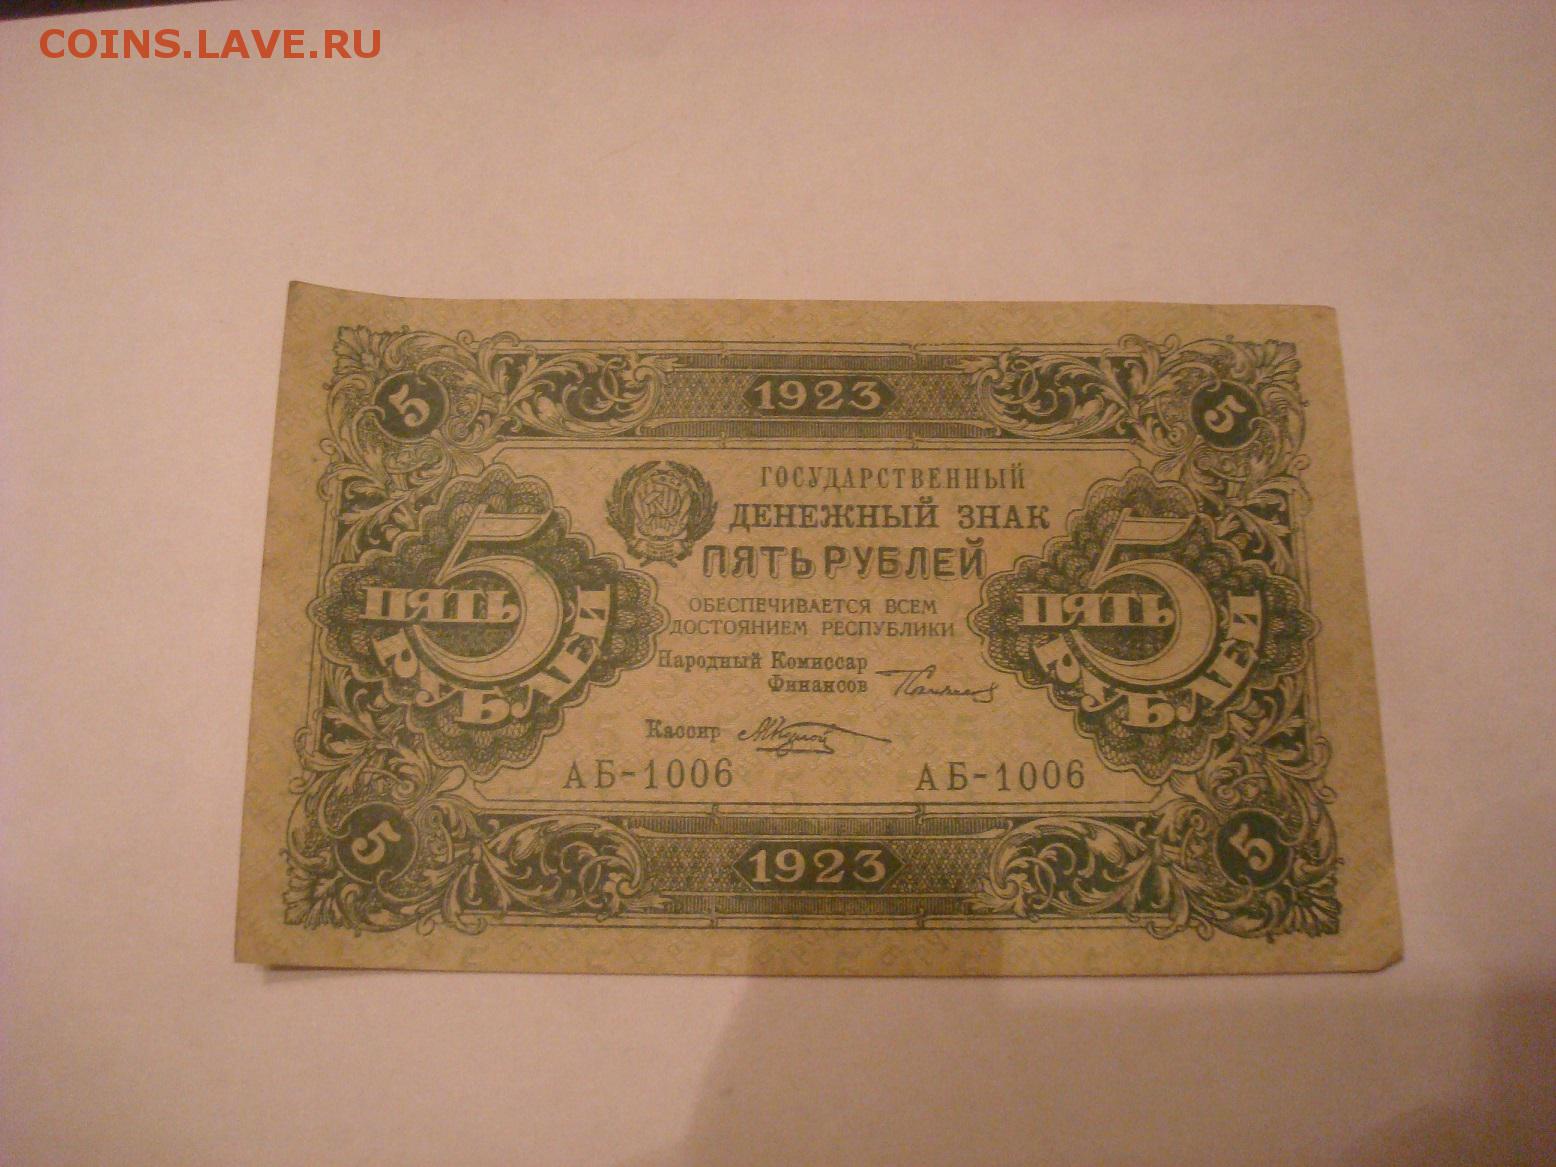 COINS.LAVE.RU
5 1923 5
ГОСУДАРСТВЕННЫЙ
ДЕНЕЖНЫЙ ЗНАК
ПЯТЬ РУБЛЕЙ
5 ПЯТЬ РУБЛЕЙ
5 ПЯТЬ РУБЛЕЙ
ОБЕСПЕЧИВАЕТСЯ ВСЕМ
ДОСТОЯНИЕМ РЕСПУБЛИКИ
Народный Комиссар
Финансов
Кассир
АБ-1006 АБ-1006
5 1923 5